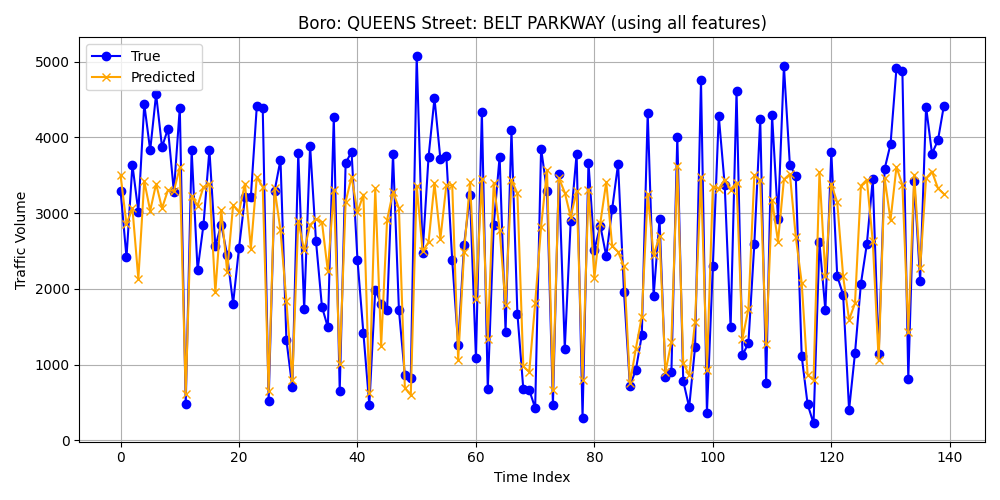 Boro: QUEENS Street: BELT PARKWAY (using all features)
True
Predicted
Traffic Volume
5000
4000
3000
2000
1000
0
0 20 40 60 80 100 120 140
Time Index